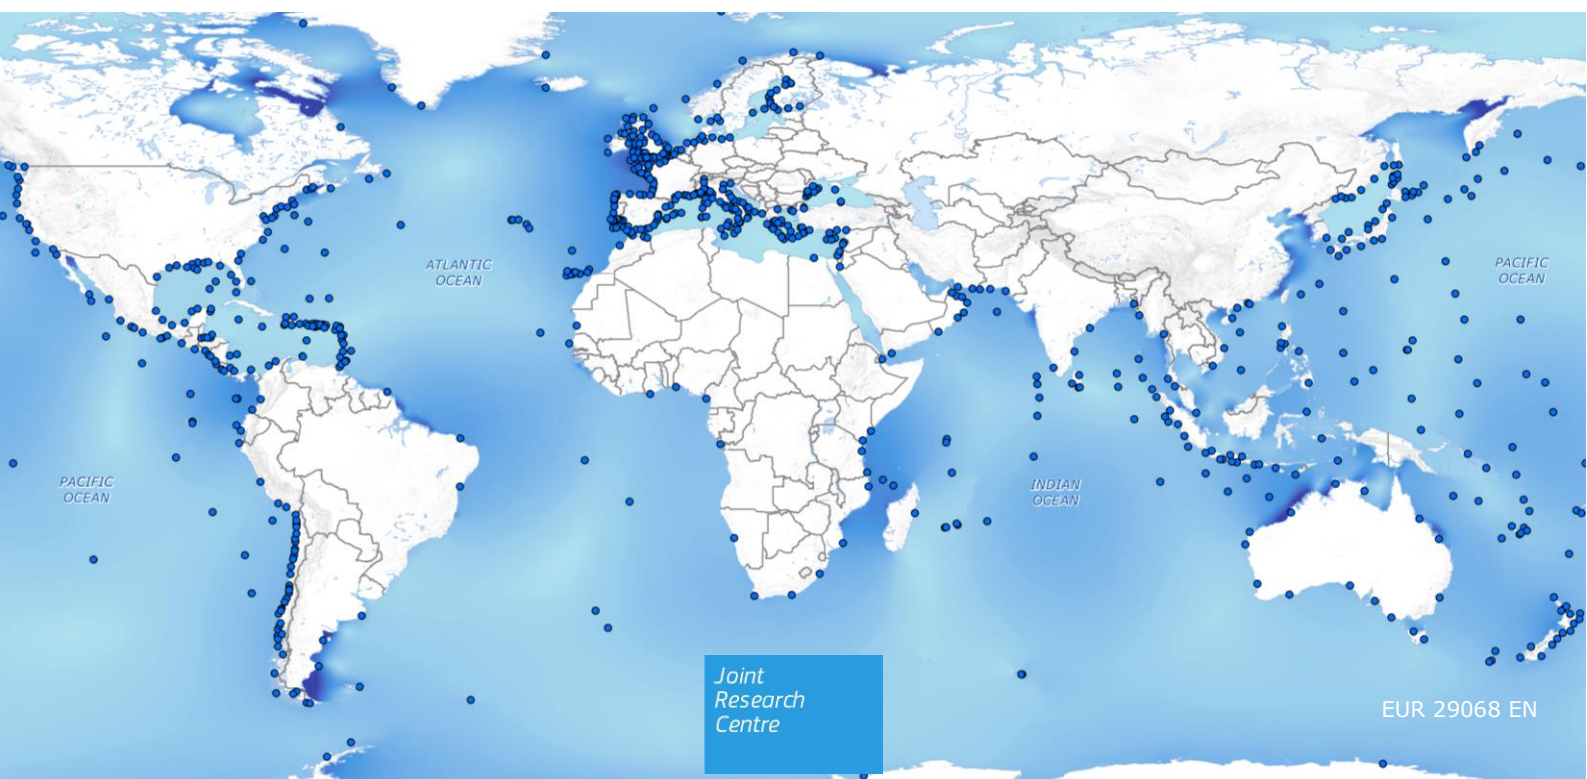 ATLANTIC
OCEAN
PACIFIC
OCEAN
PACIFIC
OCEAN
INDIAN
OCEAN
Joint
Research
Centre
EUR 29068 EN